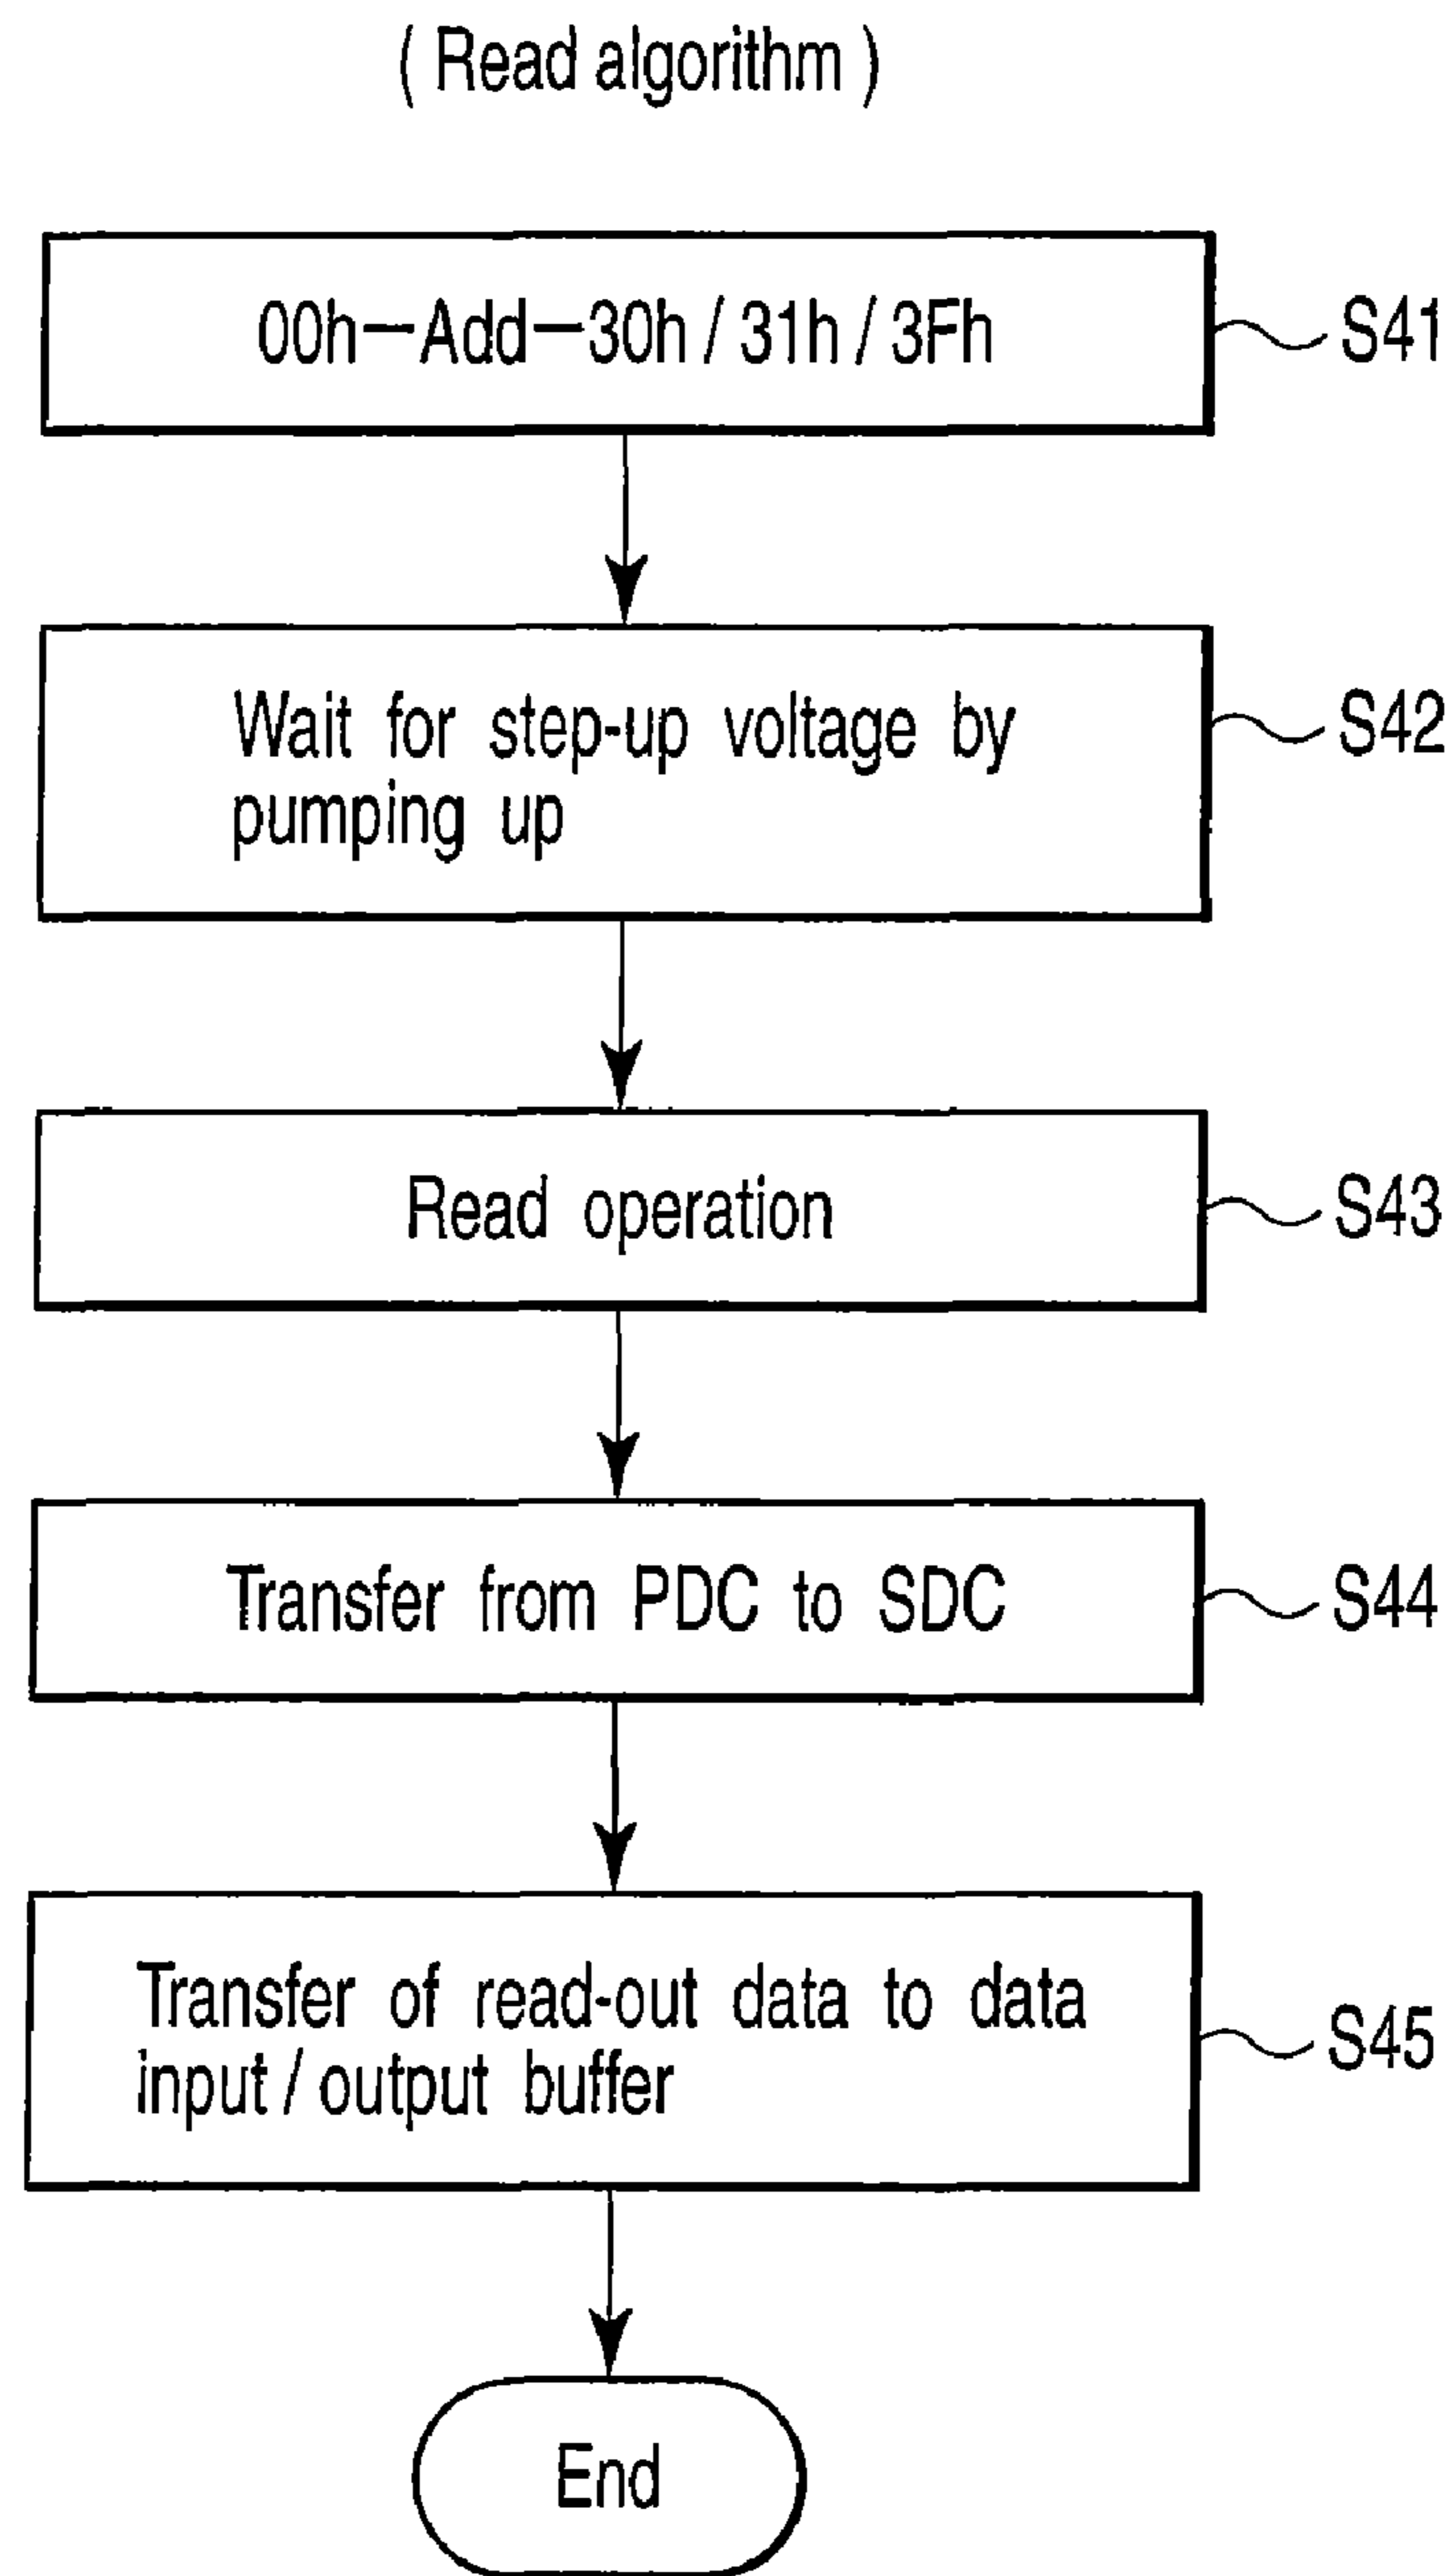 ( Read algorithm )
00h—Add—30h / 31h / 3Fh
S41
Wait for step-up voltage by
pumping up
S42
Read operation
S43
Transfer from PDC to SDC
S44
Transfer of read-out data to data
input / output buffer
S45
End